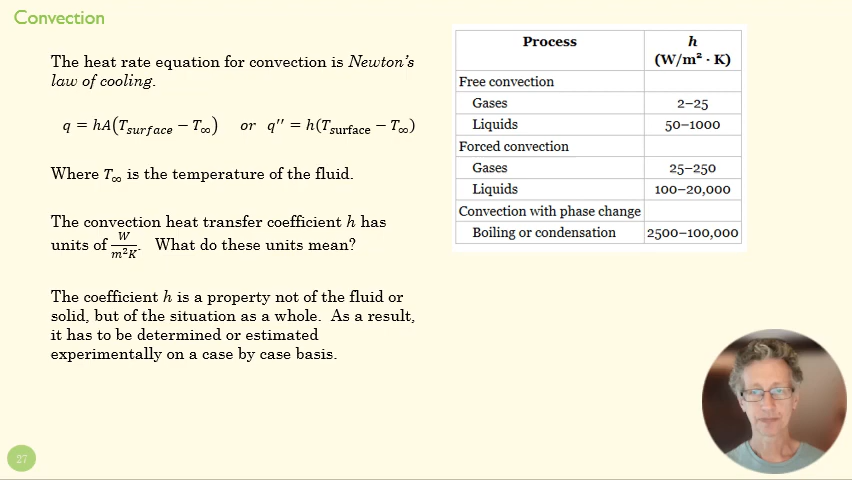 Convection
The heat rate equation for convection is Newton's
law of cooling.
q = hA(T_surface − T_∞) or q″ = h(T_surface − T_∞)
Where T_∞ is the temperature of the fluid.
The convection heat transfer coefficient h has
units of W/m²K. What do these units mean?
The coefficient h is a property not of the fluid or
solid, but of the situation as a whole. As a result,
it has to be determined or estimated
experimentally on a case by case basis.
Process h
(W/m² · K)
Free convection
Gases 2–25
Liquids 50–1000
Forced convection
Gases 25–250
Liquids 100–20,000
Convection with phase change
Boiling or condensation 2500–100,000
27